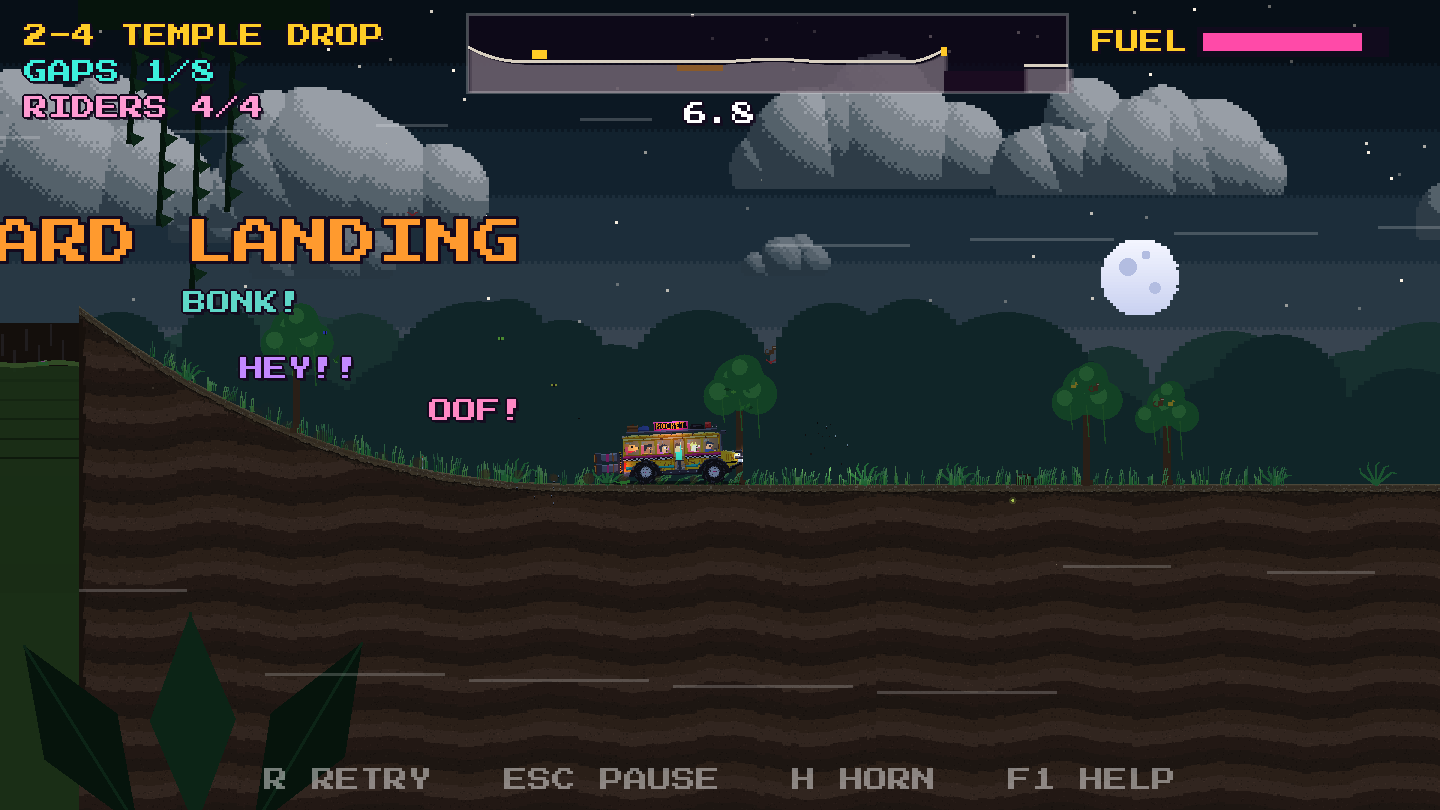 2-4 TEMPLE DROP
GAPS 1/8
RIDERS 4/4
6.8
FUEL
ARD LANDING
BONK!
HEY!!
OOF!
R RETRY ESC PAUSE H HORN F1 HELP